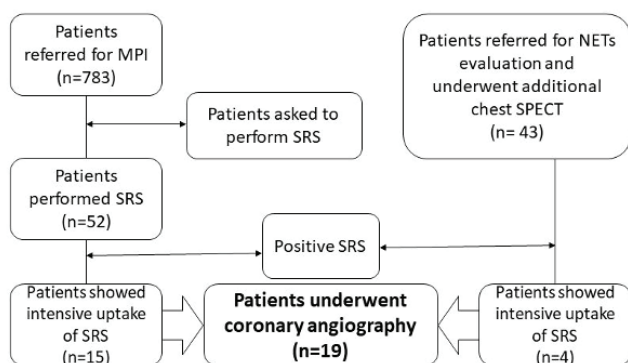 Patients
referred for MPI
(n=783)
Patients referred for NETs
evaluation and
underwent additional
chest SPECT
(n= 43)
Patients asked to
perform SRS
Patients
performed SRS
(n=52)
Positive SRS
Patients showed
intensive uptake
of SRS
(n=15)
Patients underwent
coronary angiography
(n=19)
Patients showed
intensive uptake
of SRS
(n=4)